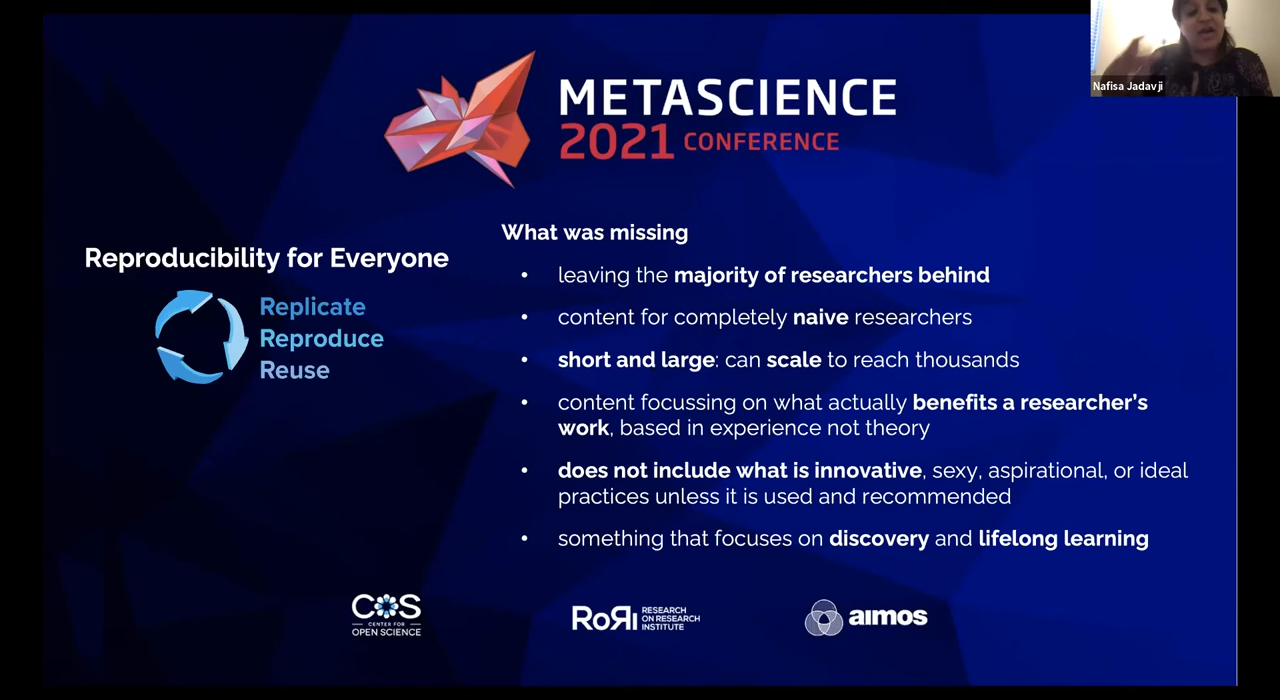 Nafisa Jadavji
METASCIENCE
2021 CONFERENCE
Reproducibility for Everyone
Replicate
Reproduce
Reuse
What was missing
• leaving the majority of researchers behind
• content for completely naive researchers
• short and large: can scale to reach thousands
• content focussing on what actually benefits a researcher's
work, based in experience not theory
• does not include what is innovative, sexy, aspirational, or ideal
practices unless it is used and recommended
• something that focuses on discovery and lifelong learning
COS
CENTER FOR
OPEN SCIENCE
RoRI
RESEARCH
ON RESEARCH
INSTITUTE
aimos